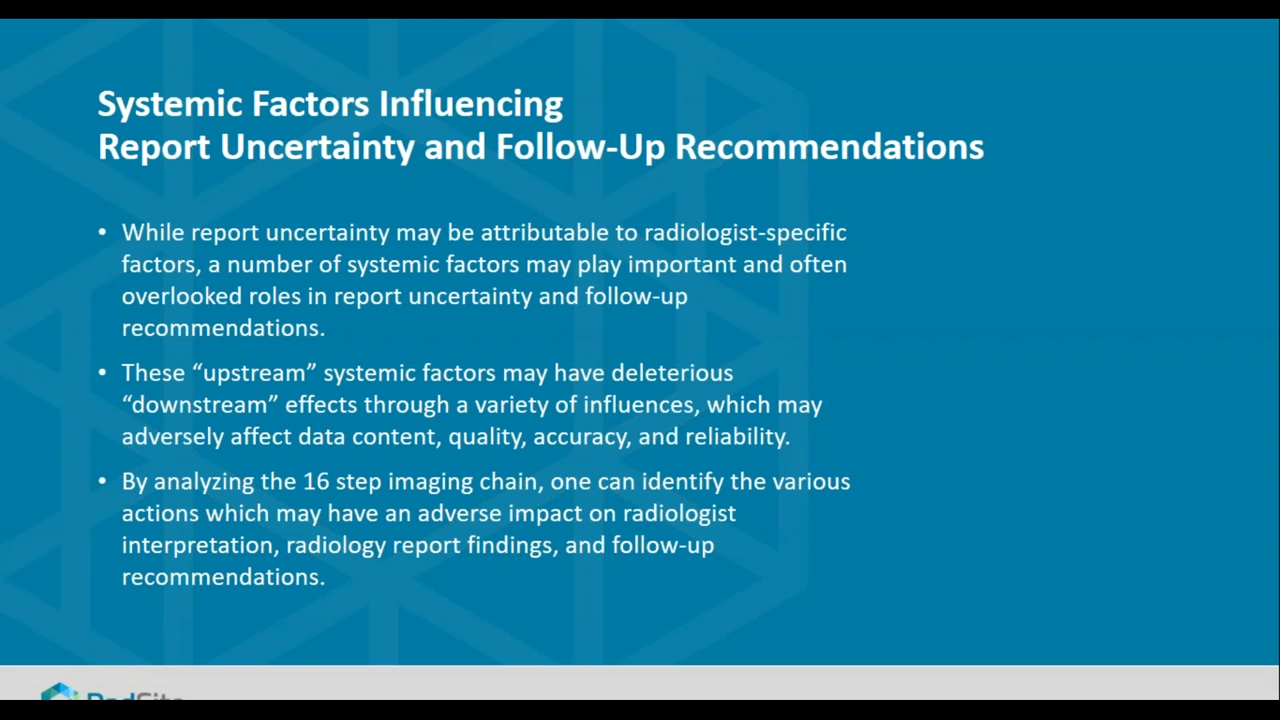 Systemic Factors Influencing
Report Uncertainty and Follow-Up Recommendations
• While report uncertainty may be attributable to radiologist-specific
factors, a number of systemic factors may play important and often
overlooked roles in report uncertainty and follow-up
recommendations.
• These “upstream” systemic factors may have deleterious
“downstream” effects through a variety of influences, which may
adversely affect data content, quality, accuracy, and reliability.
• By analyzing the 16 step imaging chain, one can identify the various
actions which may have an adverse impact on radiologist
interpretation, radiology report findings, and follow-up
recommendations.
RadSite